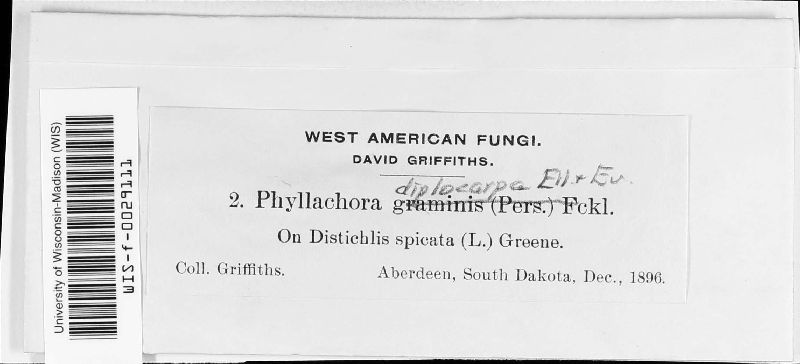 University of Wisconsin-Madison (WIS)
WIS-f-0029111
WEST AMERICAN FUNGI.
DAVID GRIFFITHS.
diplocarpa Ell. + Ev.
2. Phyllachora graminis (Pers.) Fckl.
On Distichlis spicata (L.) Greene.
Coll. Griffiths. Aberdeen, South Dakota, Dec., 1896.